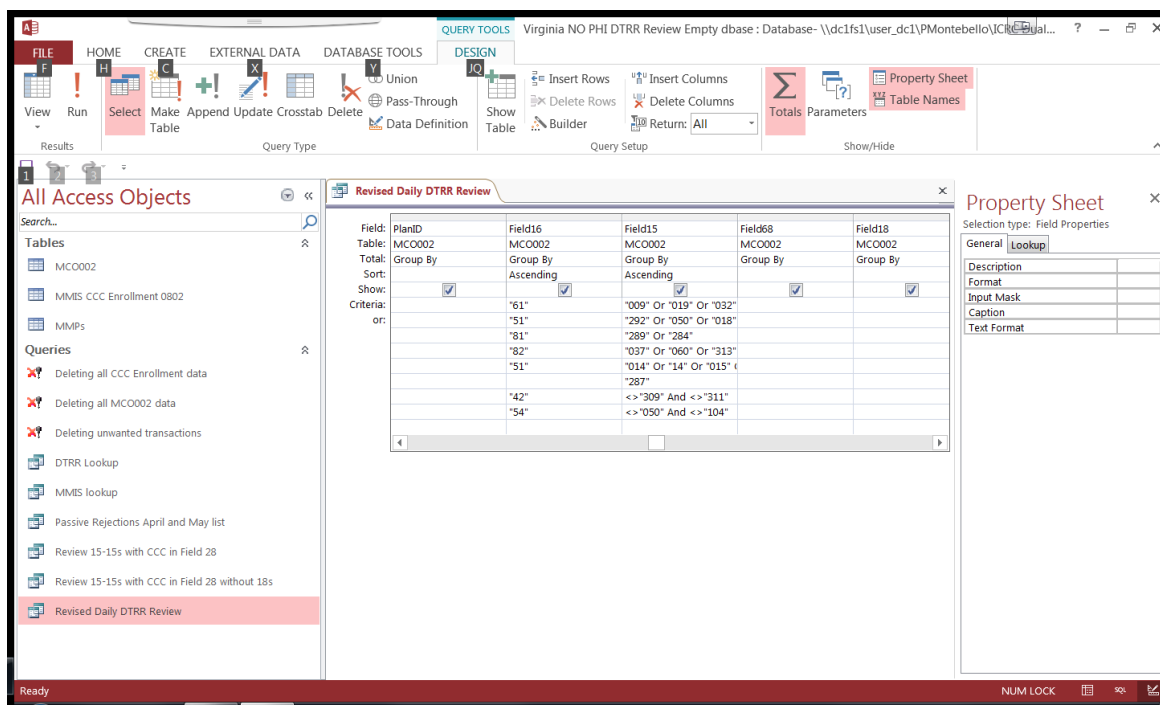 QUERY TOOLS Virginia NO PHI DTRR Review Empty dbase : Database- \\dc1fs1\user_dc1\PMontebello\
FILE HOME CREATE EXTERNAL DATA DATABASE TOOLS DESIGN
F H C X Y JQ
View Run
Select Make Table Append Update Crosstab Delete
Union
Pass-Through
Data Definition
Show Table
Insert Rows
Delete Rows
Builder
Insert Columns
Delete Columns
Return: All
Totals Parameters
Property Sheet
Table Names
Results Query Type Query Setup Show/Hide
1 2 3
All Access Objects
Search...
Tables
MCO002
MMIS CCC Enrollment 0802
MMPs
Queries
Deleting all CCC Enrollment data
Deleting all MCO002 data
Deleting unwanted transactions
DTRR Lookup
MMIS lookup
Passive Rejections April and May list
Review 15-15s with CCC in Field 28
Review 15-15s with CCC in Field 28 without 18s
Revised Daily DTRR Review
Revised Daily DTRR Review
Field: PlanID Field16 Field15 Field68 Field18
Table: MCO002 MCO002 MCO002 MCO002 MCO002
Total: Group By Group By Group By Group By Group By
Sort: Ascending Ascending
Show:
Criteria: "61" "009" Or "019" Or "032"
or: "51" "292" Or "050" Or "018"
"81" "289" Or "284"
"82" "037" Or "060" Or "313"
"51" "014" Or "14" Or "015" (
"287"
"42" <>"309" And <>"311"
"54" <>"050" And <>"104"
Property Sheet
Selection type: Field Properties
General Lookup
Description
Format
Input Mask
Caption
Text Format
Ready NUM LOCK SQL